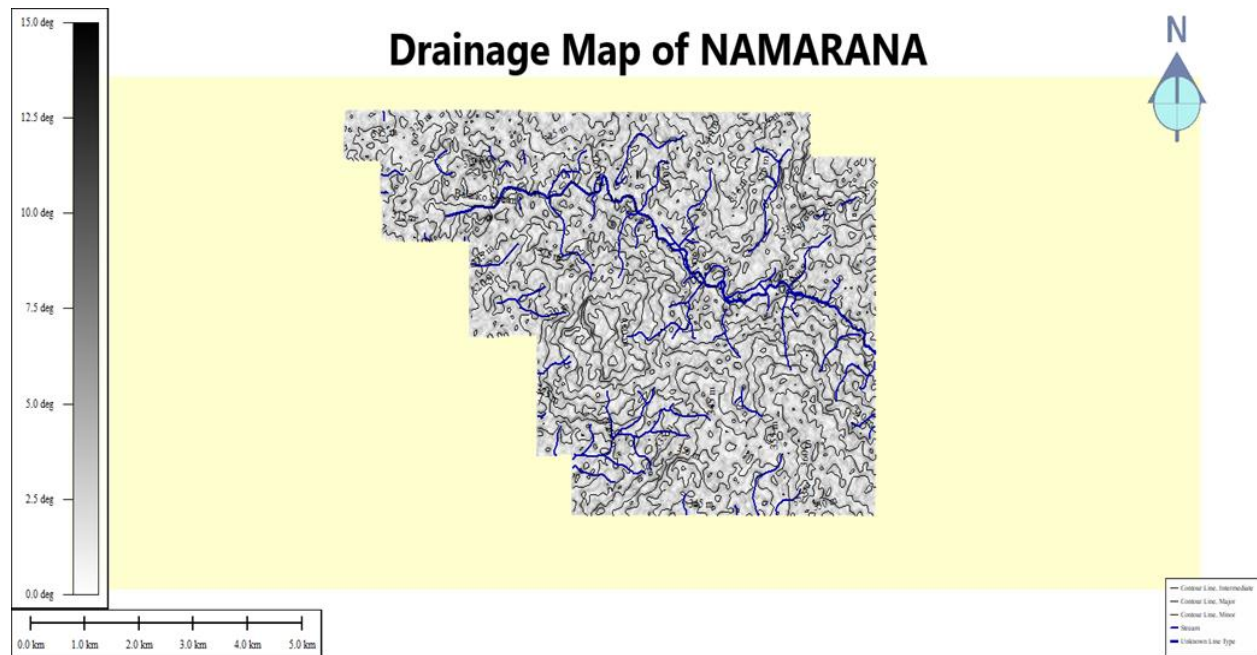 Drainage Map of NAMARANA
N
15.0 deg
12.5 deg
10.0 deg
7.5 deg
5.0 deg
2.5 deg
0.0 deg
0.0 km 1.0 km 2.0 km 3.0 km 4.0 km 5.0 km
Contour Line, Intermediate
Contour Line, Major
Contour Line, Minor
Stream
Unknown Line Type